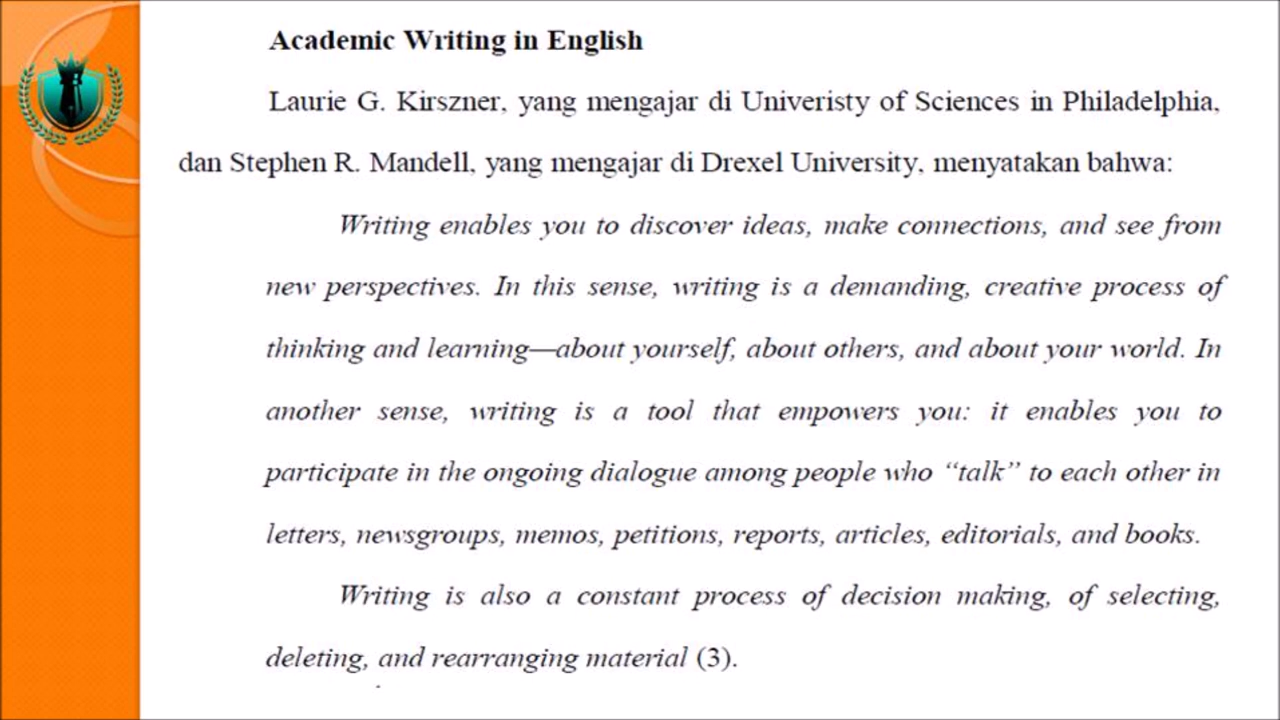 Academic Writing in English
Laurie G. Kirszner, yang mengajar di Univeristy of Sciences in Philadelphia,
dan Stephen R. Mandell, yang mengajar di Drexel University, menyatakan bahwa:
Writing enables you to discover ideas, make connections, and see from
new perspectives. In this sense, writing is a demanding, creative process of
thinking and learning—about yourself, about others, and about your world. In
another sense, writing is a tool that empowers you: it enables you to
participate in the ongoing dialogue among people who “talk” to each other in
letters, newsgroups, memos, petitions, reports, articles, editorials, and books.
Writing is also a constant process of decision making, of selecting,
deleting, and rearranging material (3).